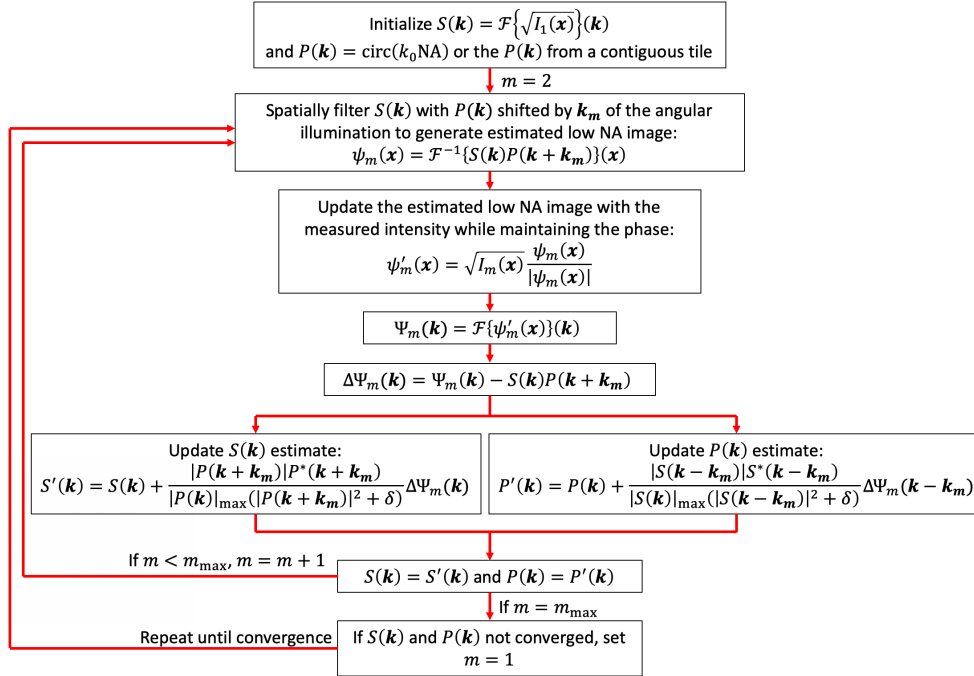 Initialize S(k) = ℱ{√I₁(x)}(k)
and P(k) = circ(k₀NA) or the P(k) from a contiguous tile
m = 2
Spatially filter S(k) with P(k) shifted by kₘ of the angular
illumination to generate estimated low NA image:
ψₘ(x) = ℱ⁻¹{S(k)P(k + kₘ)}(x)
Update the estimated low NA image with the
measured intensity while maintaining the phase:
ψ′ₘ(x) = √Iₘ(x) ψₘ(x)/|ψₘ(x)|
Ψₘ(k) = ℱ{ψ′ₘ(x)}(k)
ΔΨₘ(k) = Ψₘ(k) − S(k)P(k + kₘ)
Update S(k) estimate:
S′(k) = S(k) + |P(k + kₘ)|P*(k + kₘ) / |P(k)|max(|P(k + kₘ)|² + δ) ΔΨₘ(k)
Update P(k) estimate:
P′(k) = P(k) + |S(k − kₘ)|S*(k − kₘ) / |S(k)|max(|S(k − kₘ)|² + δ) ΔΨₘ(k − kₘ)
If m < mmax, m = m + 1
S(k) = S′(k) and P(k) = P′(k)
If m = mmax
Repeat until convergence
If S(k) and P(k) not converged, set
m = 1